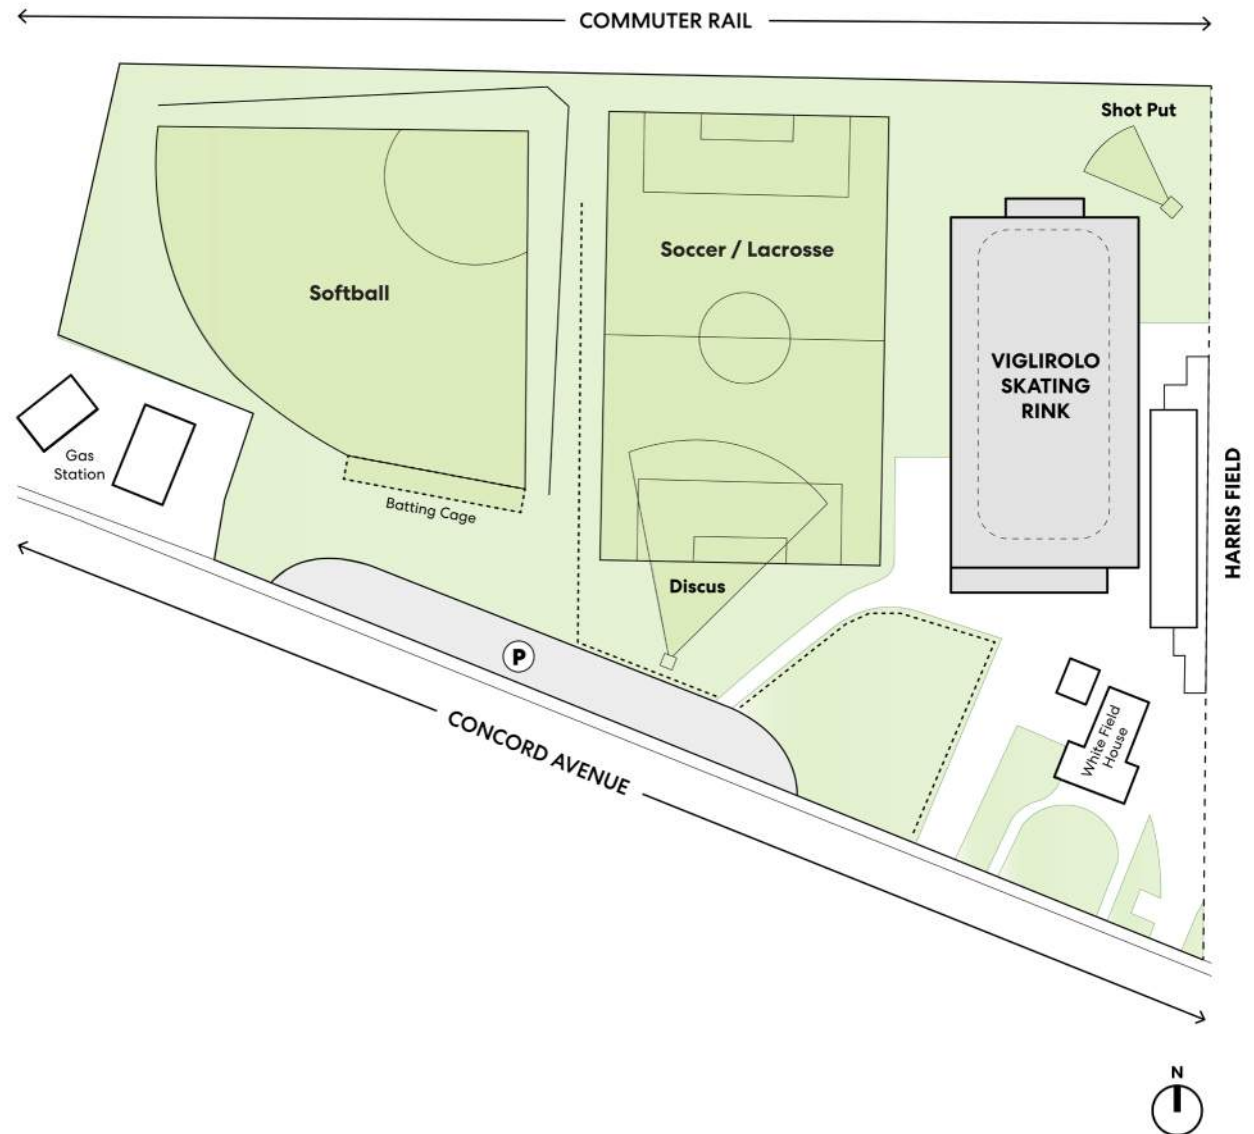 COMMUTER RAIL
Shot Put
Soccer / Lacrosse
Softball
VIGLIROLO
SKATING
RINK
Gas
Station
Batting Cage
HARRIS FIELD
Discus
P
White Field
House
CONCORD AVENUE
N